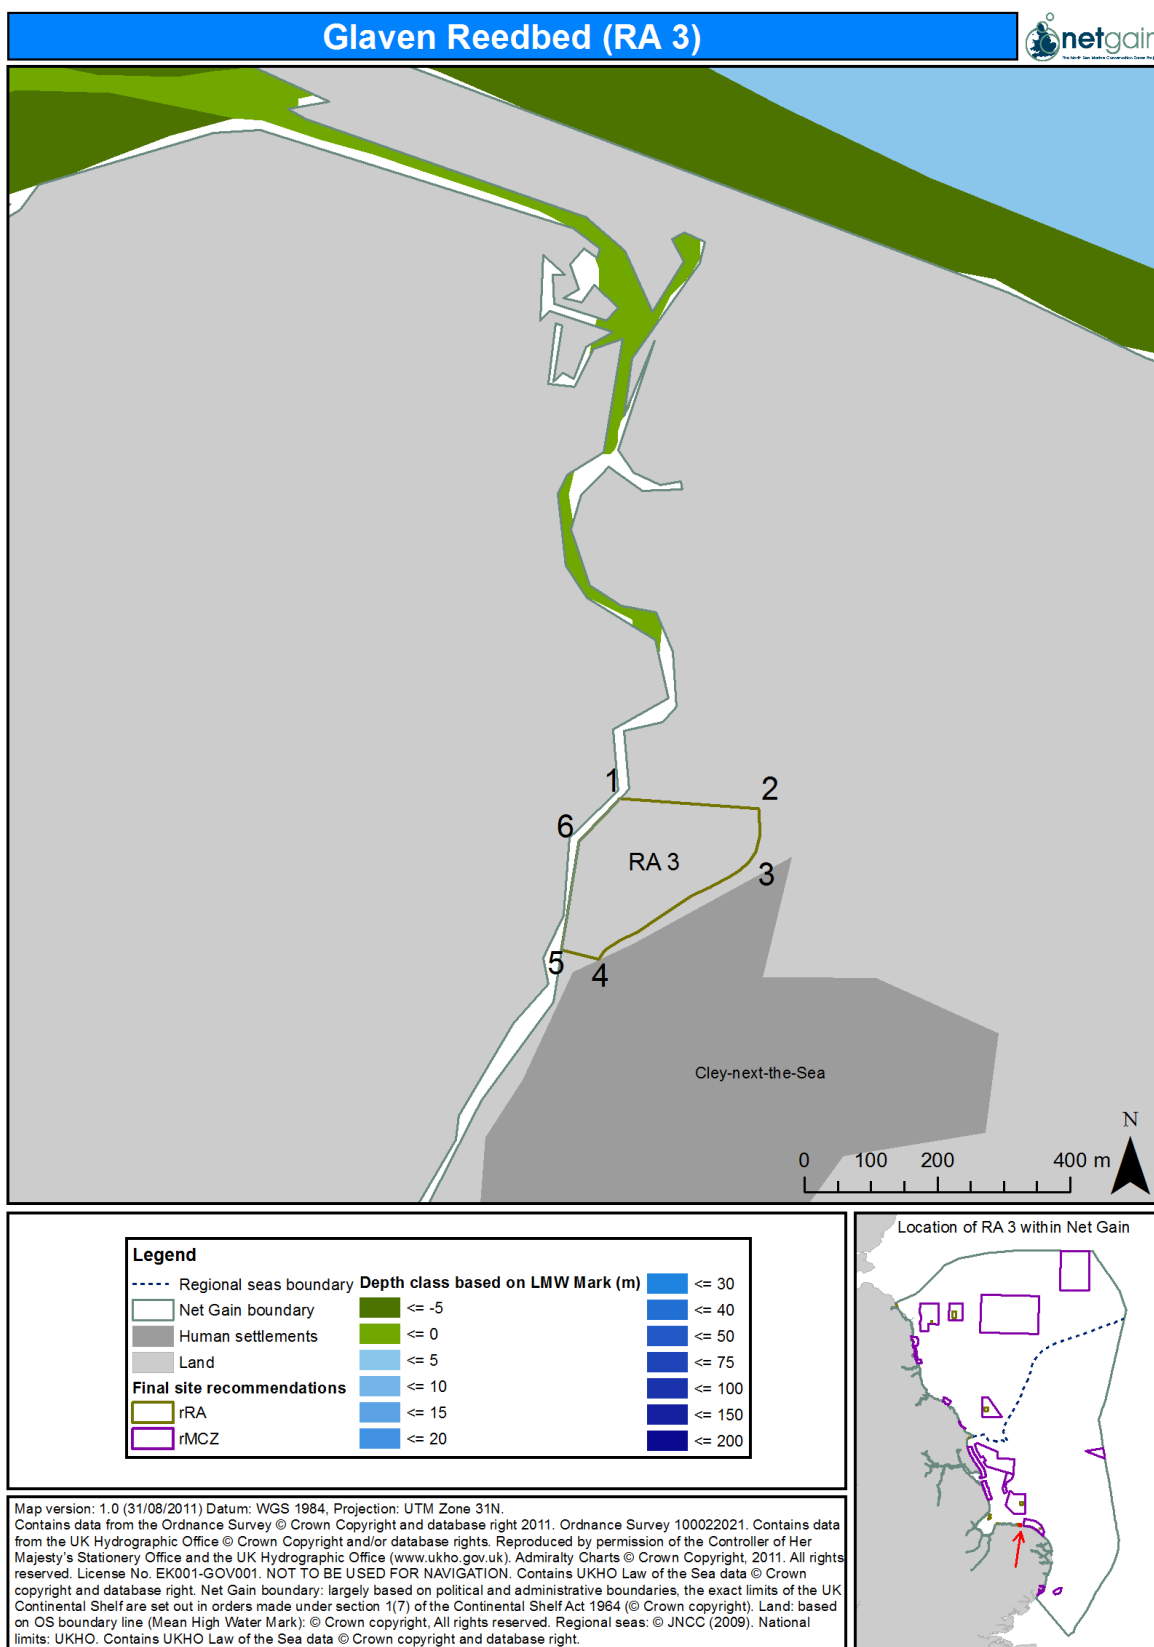 Glaven Reedbed (RA 3)
netgain
1
2
6
RA 3
3
5
4
Cley-next-the-Sea
N
0 100 200 400 m
Legend
Regional seas boundary
Net Gain boundary
Human settlements
Land
Final site recommendations
rRA
rMCZ
Depth class based on LMW Mark (m)
<= -5
<= 0
<= 5
<= 10
<= 15
<= 20
<= 30
<= 40
<= 50
<= 75
<= 100
<= 150
<= 200
Location of RA 3 within Net Gain
Map version: 1.0 (31/08/2011) Datum: WGS 1984, Projection: UTM Zone 31N.
Contains data from the Ordnance Survey © Crown Copyright and database right 2011. Ordnance Survey 100022021. Contains data
from the UK Hydrographic Office © Crown Copyright and/or database rights. Reproduced by permission of the Controller of Her
Majesty's Stationery Office and the UK Hydrographic Office (www.ukho.gov.uk). Admiralty Charts © Crown Copyright, 2011. All rights
reserved. License No. EK001-GOV001. NOT TO BE USED FOR NAVIGATION. Contains UKHO Law of the Sea data © Crown
copyright and database right. Net Gain boundary: largely based on political and administrative boundaries, the exact limits of the UK
Continental Shelf are set out in orders made under section 1(7) of the Continental Shelf Act 1964 (© Crown copyright). Land: based
on OS boundary line (Mean High Water Mark): © Crown copyright, All rights reserved. Regional seas: © JNCC (2009). National
limits: UKHO. Contains UKHO Law of the Sea data © Crown copyright and database right.